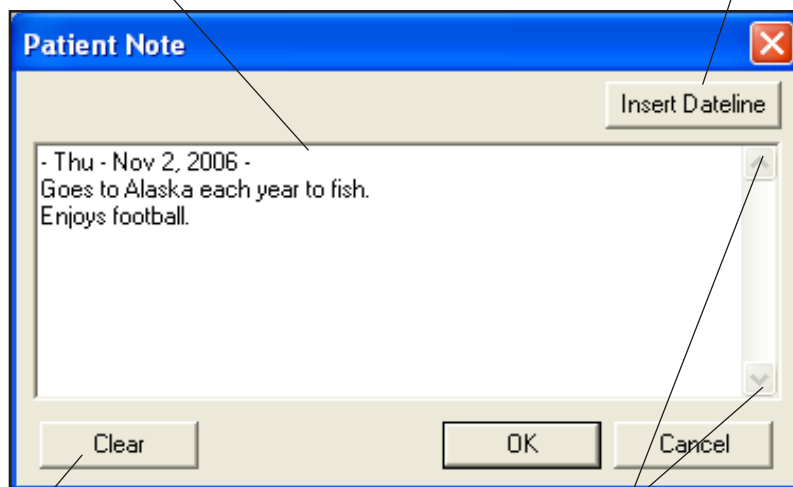 Patient Note
Insert Dateline
- Thu - Nov 2, 2006 -
Goes to Alaska each year to fish.
Enjoys football.
Clear
OK
Cancel